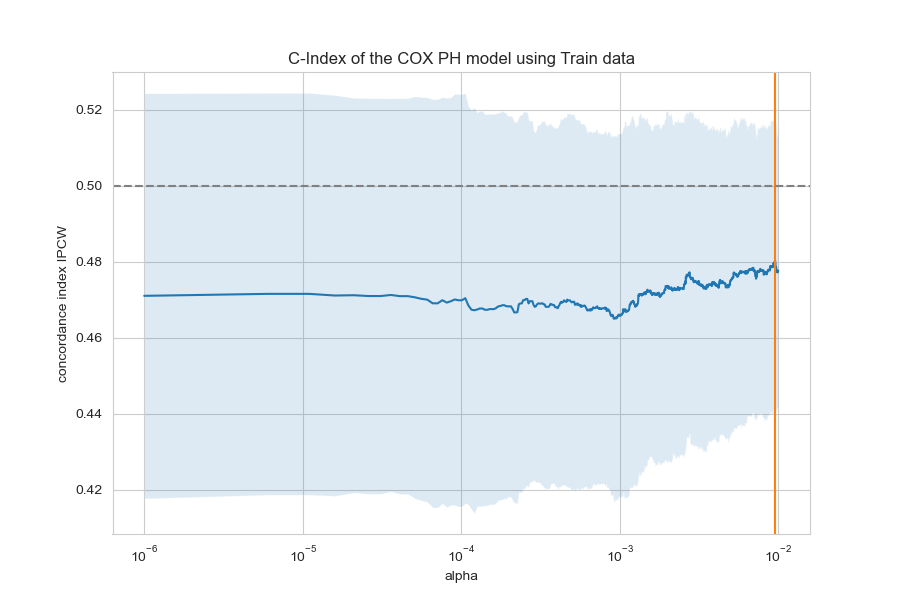 C-Index of the COX PH model using Train data
concordance index IPCW
0.52
0.50
0.48
0.46
0.44
0.42
10⁻⁶ 10⁻⁵ 10⁻⁴ 10⁻³ 10⁻²
alpha